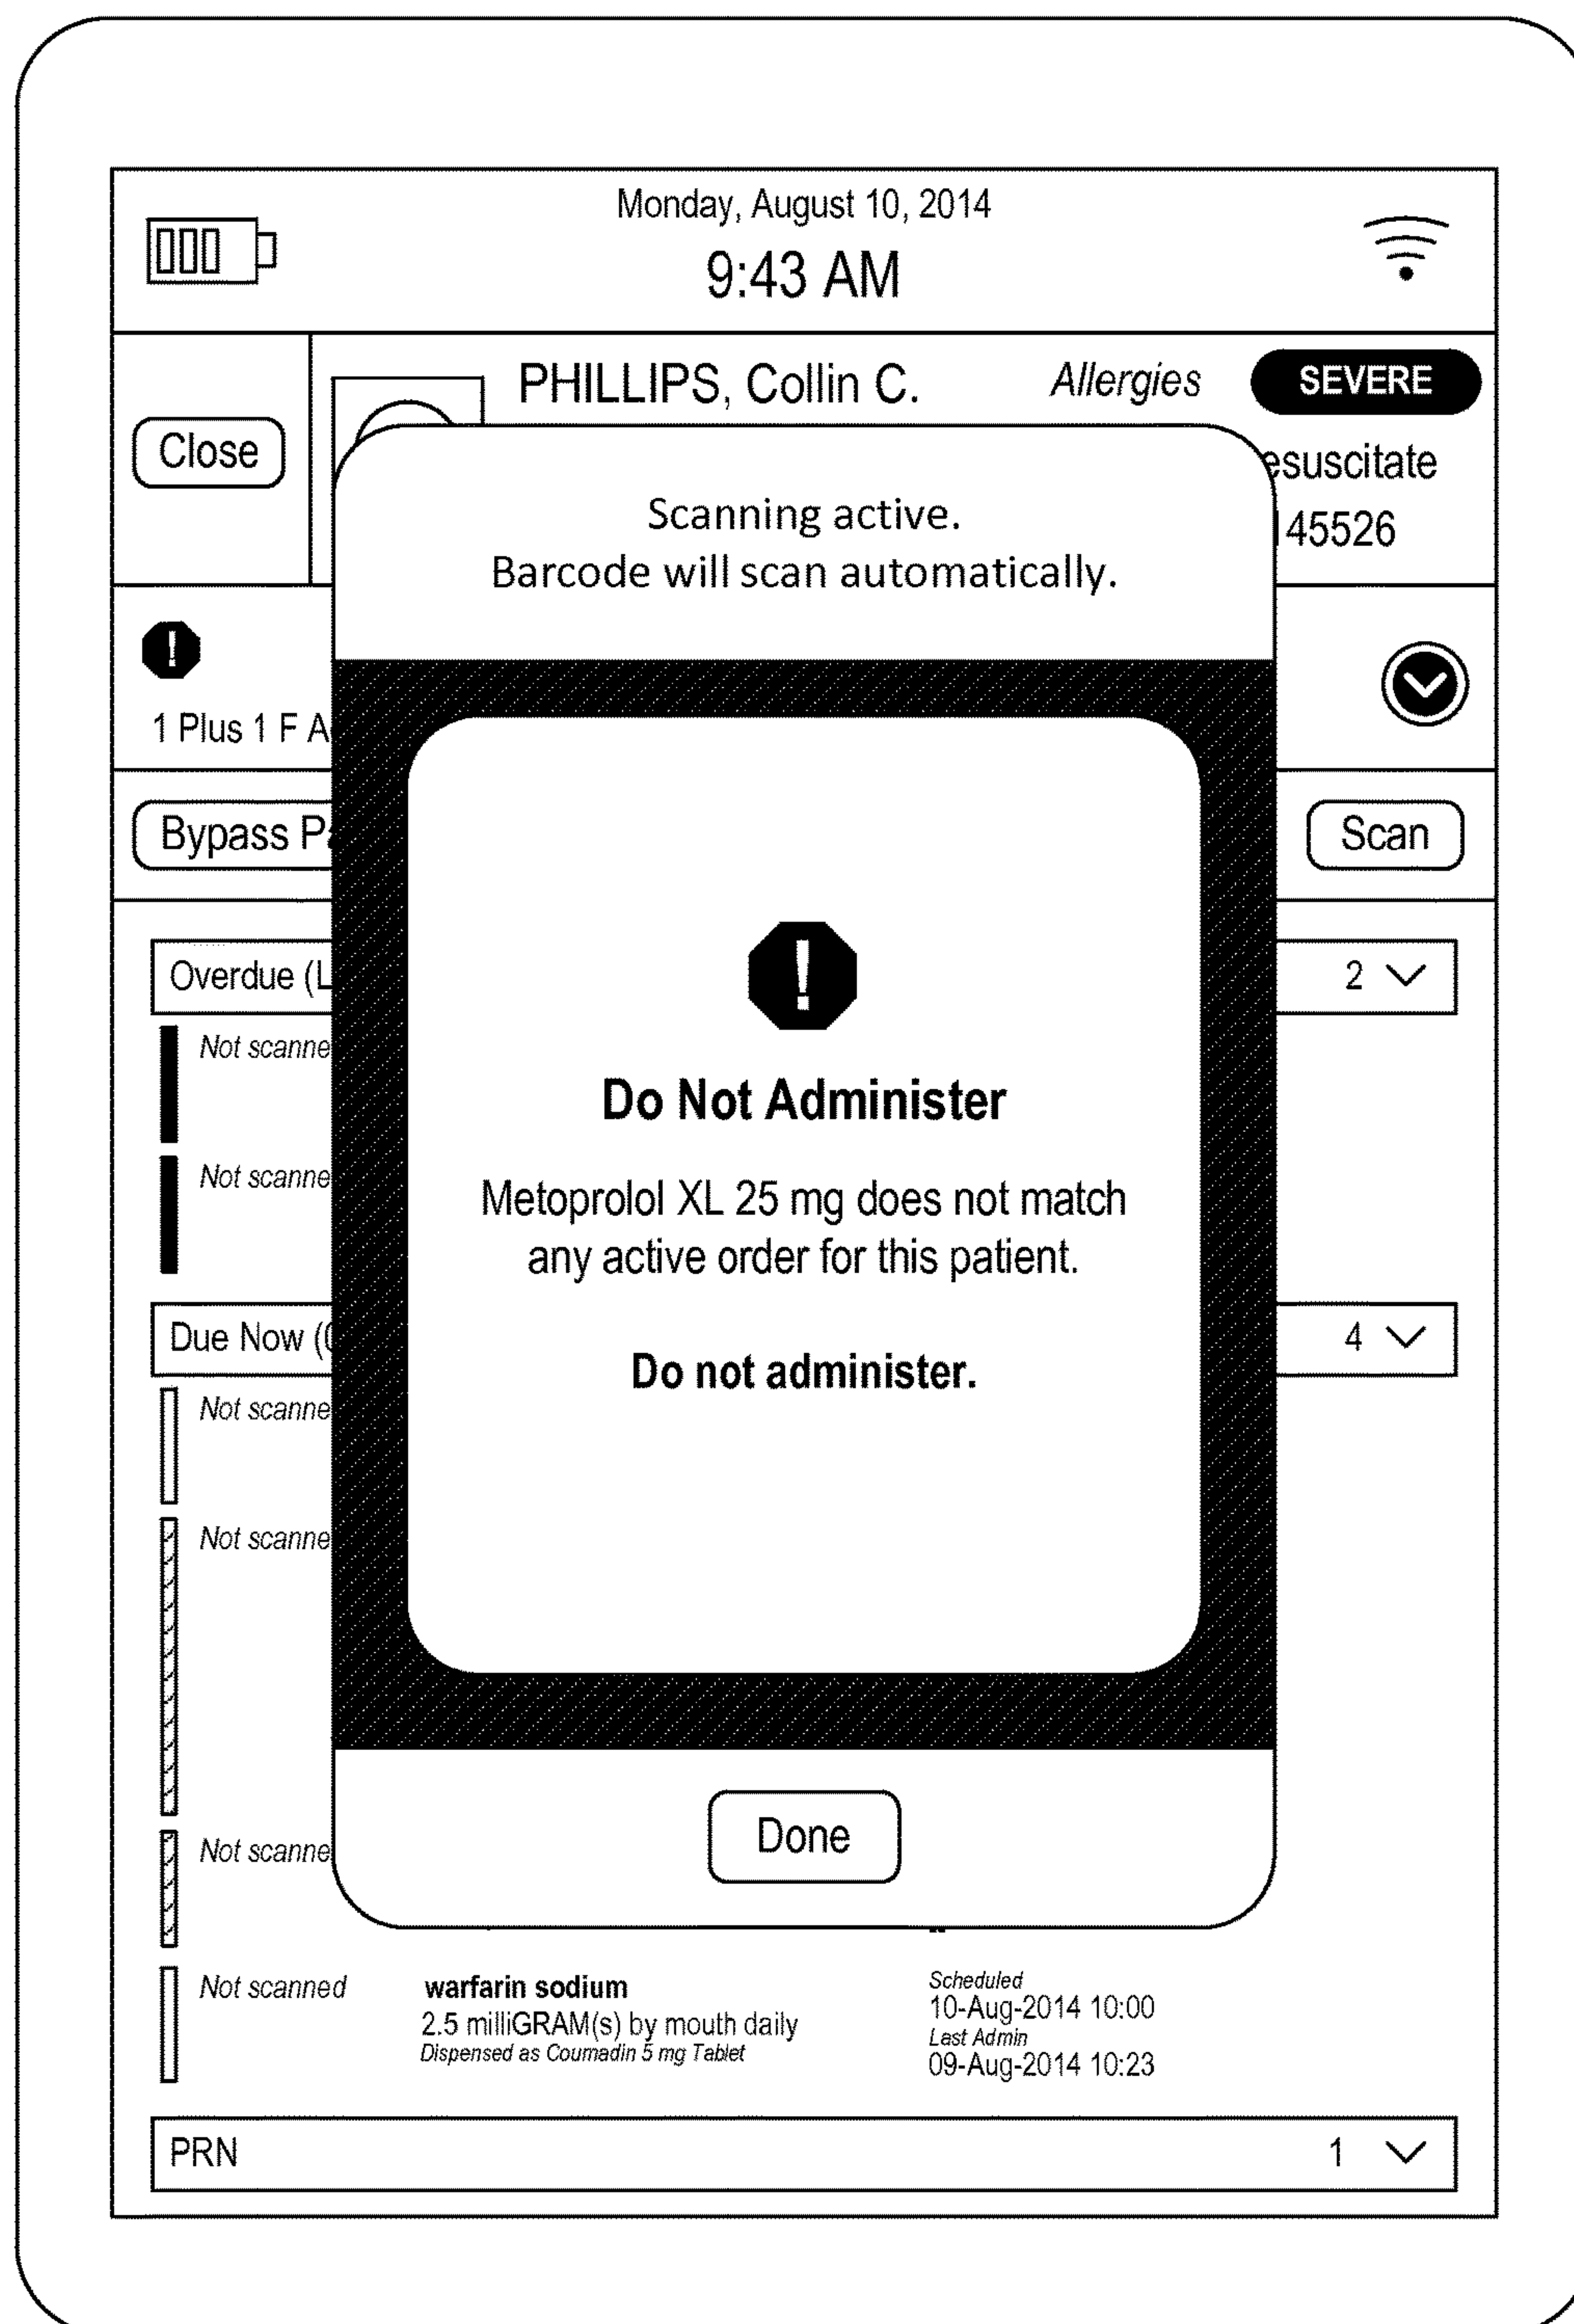 Monday, August 10, 2014
9:43 AM
Close
PHILLIPS, Collin C.
Allergies
SEVERE
esuscitate
45526
Scanning active.
Barcode will scan automatically.
!
1 Plus 1 F A
Bypass P
Scan
Overdue (L
2
Not scanne
Not scanne
!
Do Not Administer
Metoprolol XL 25 mg does not match
any active order for this patient.
Do not administer.
Due Now (
4
Not scanne
Not scanne
Not scanne
Done
Not scanned
warfarin sodium
2.5 milliGRAM(s) by mouth daily
Dispensed as Coumadin 5 mg Tablet
Scheduled
10-Aug-2014 10:00
Last Admin
09-Aug-2014 10:23
PRN
1